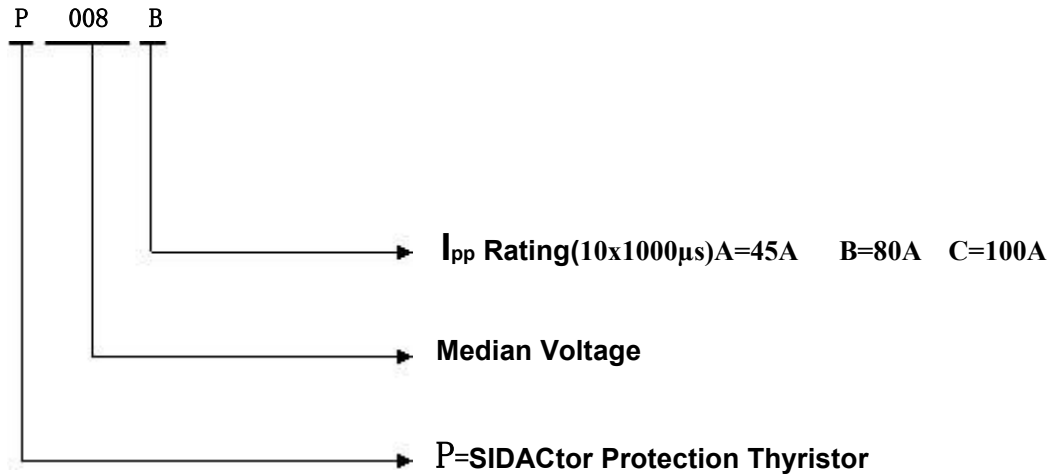 P 008 B
Ipp Rating(10x1000μs)A=45A B=80A C=100A
Median Voltage
P=SIDACtor Protection Thyristor